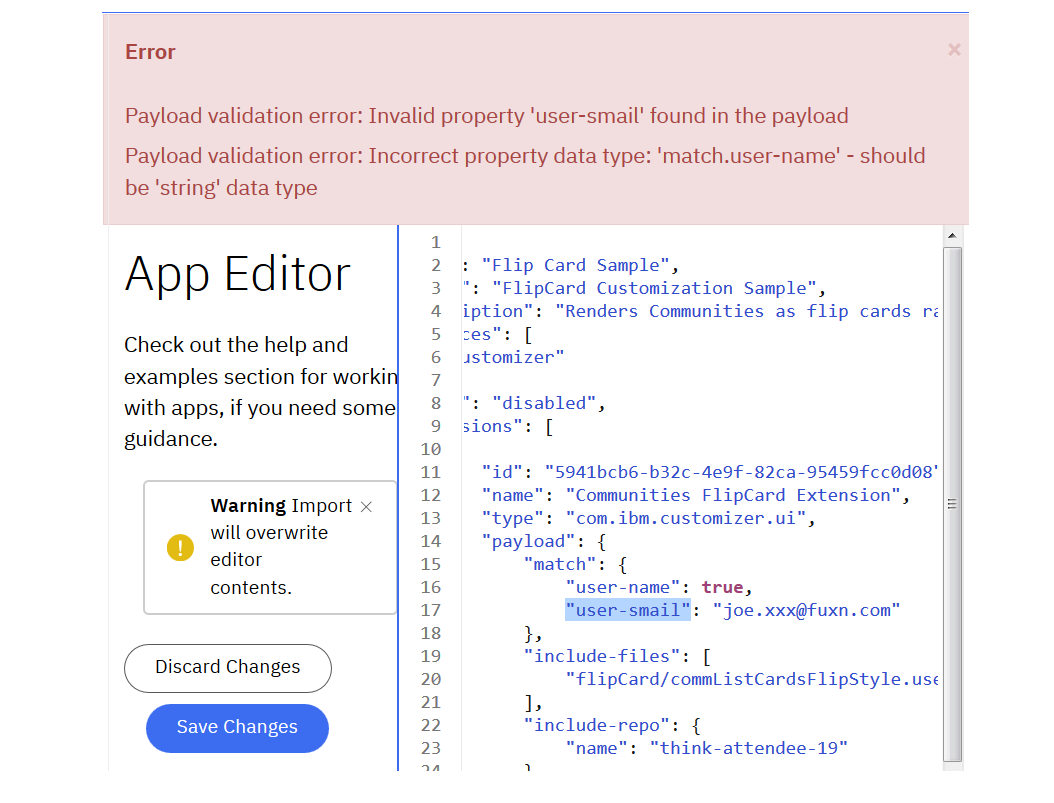 Error
×
Payload validation error: Invalid property 'user-smail' found in the payload
Payload validation error: Incorrect property data type: 'match.user-name' - should
be 'string' data type
App Editor
Check out the help and
examples section for workin
with apps, if you need some
guidance.
Warning Import ×
will overwrite
editor
contents.
Discard Changes
Save Changes
1
2 : "Flip Card Sample",
3 ": "FlipCard Customization Sample",
4 iption": "Renders Communities as flip cards ra
5 ces": [
6 ustomizer"
7
8 ": "disabled",
9 sions": [
10
11 "id": "5941bcb6-b32c-4e9f-82ca-95459fcc0d08"
12 "name": "Communities FlipCard Extension",
13 "type": "com.ibm.customizer.ui",
14 "payload": {
15 "match": {
16 "user-name": true,
17 "user-smail": "joe.xxx@fuxn.com"
18 },
19 "include-files": [
20 "flipCard/commListCardsFlipStyle.use
21 ],
22 "include-repo": {
23 "name": "think-attendee-19"
24 }